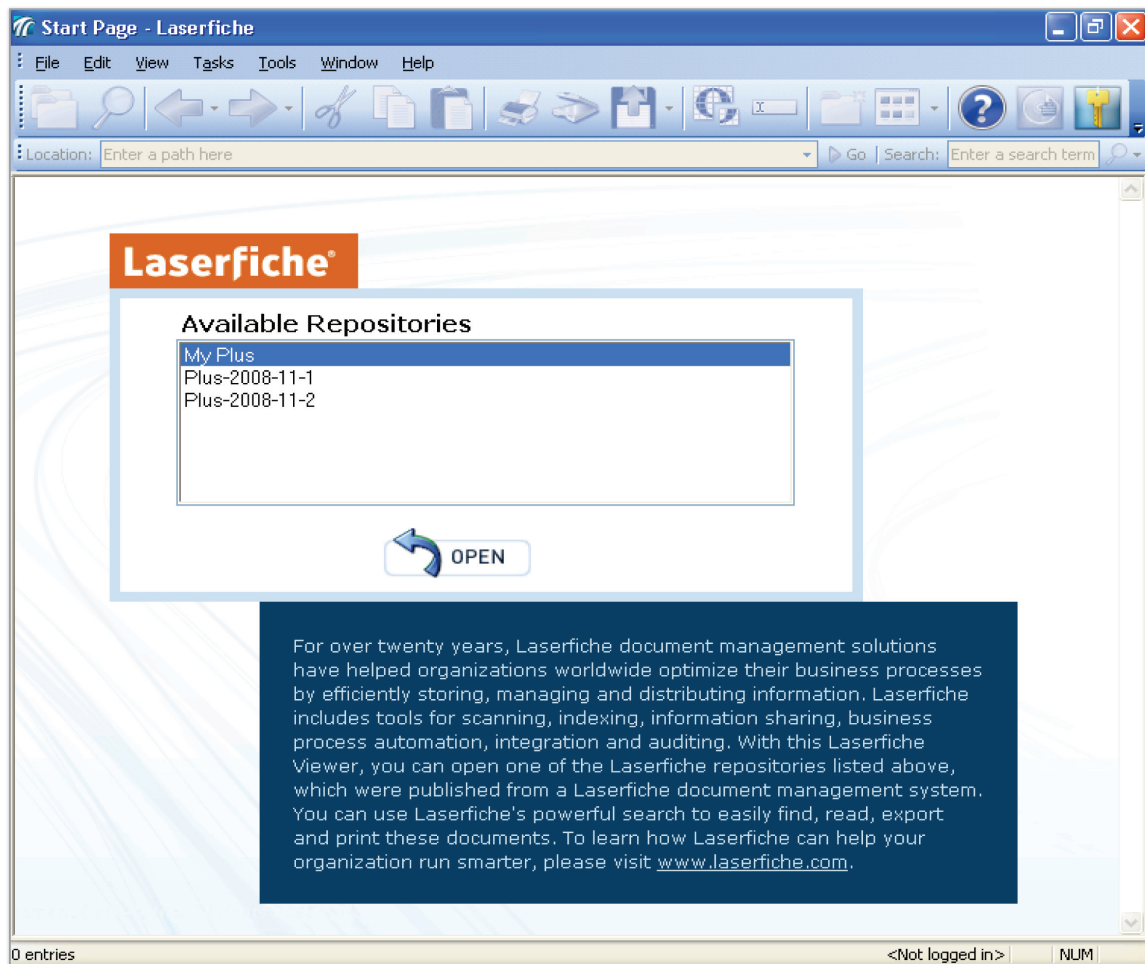 Start Page - Laserfiche
File Edit View Tasks Tools Window Help
Location: Enter a path here Go Search: Enter a search term
Laserfiche®
Available Repositories
My Plus
Plus-2008-11-1
Plus-2008-11-2
OPEN
For over twenty years, Laserfiche document management solutions
have helped organizations worldwide optimize their business processes
by efficiently storing, managing and distributing information. Laserfiche
includes tools for scanning, indexing, information sharing, business
process automation, integration and auditing. With this Laserfiche
Viewer, you can open one of the Laserfiche repositories listed above,
which were published from a Laserfiche document management system.
You can use Laserfiche's powerful search to easily find, read, export
and print these documents. To learn how Laserfiche can help your
organization run smarter, please visit www.laserfiche.com.
0 entries <Not logged in> NUM